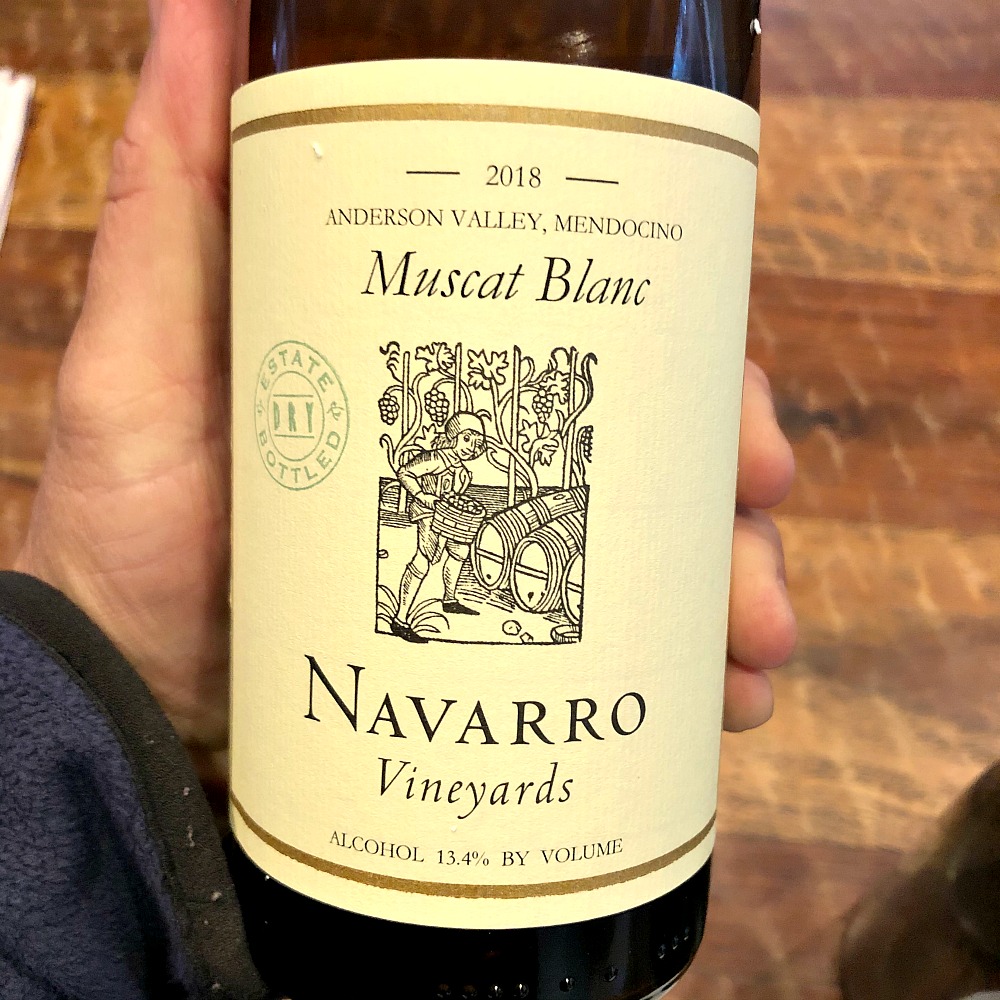 2018
ANDERSON VALLEY, MENDOCINO
Muscat Blanc
ESTATE
DRY
BOTTLED
NAVARRO
Vineyards
ALCOHOL 13.4% BY VOLUME